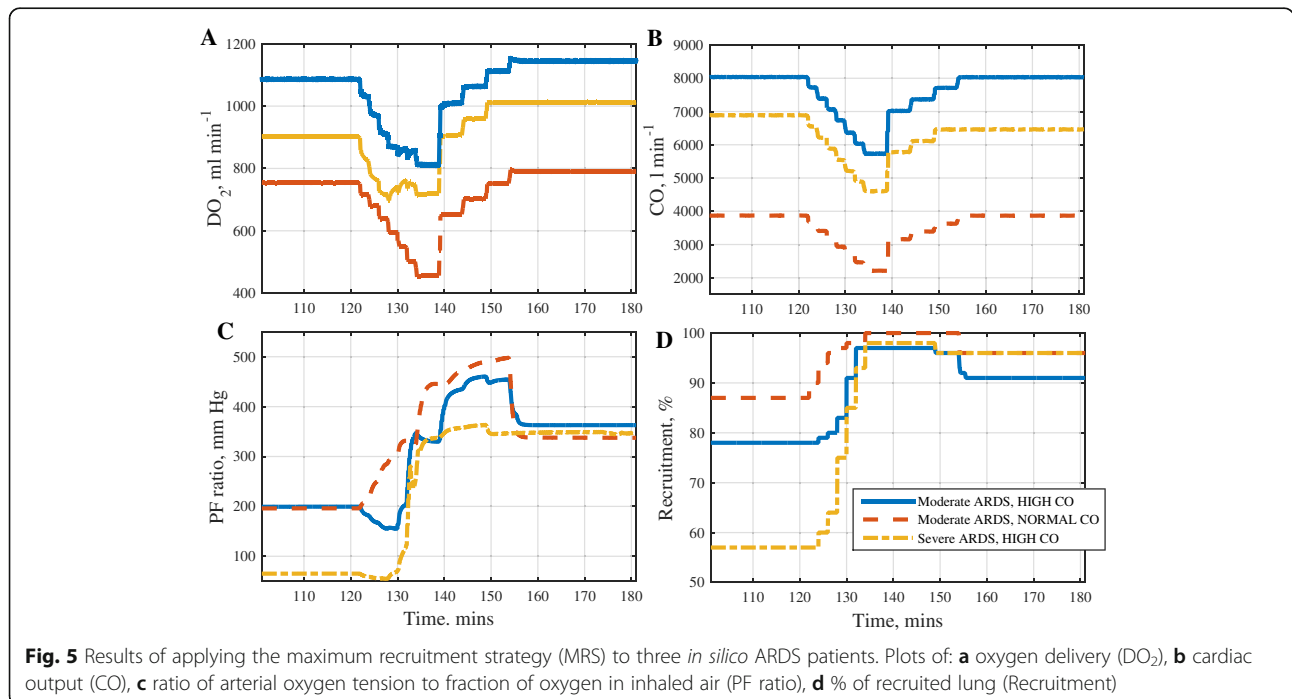 A
1200
1000
800
600
400
DO2, ml min-1
110 120 130 140 150 160 170 180
B
9000
8000
7000
6000
5000
4000
3000
2000
CO, l min-1
110 120 130 140 150 160 170 180
C
500
400
300
200
100
PF ratio, mm Hg
110 120 130 140 150 160 170 180
Time. mins
D
100
90
80
70
60
50
Recruitment, %
Moderate ARDS, HIGH CO
Moderate ARDS, NORMAL CO
Severe ARDS, HIGH CO
110 120 130 140 150 160 170 180
Time, mins
Fig. 5 Results of applying the maximum recruitment strategy (MRS) to three in silico ARDS patients. Plots of: a oxygen delivery (DO2), b cardiac
output (CO), c ratio of arterial oxygen tension to fraction of oxygen in inhaled air (PF ratio), d % of recruited lung (Recruitment)